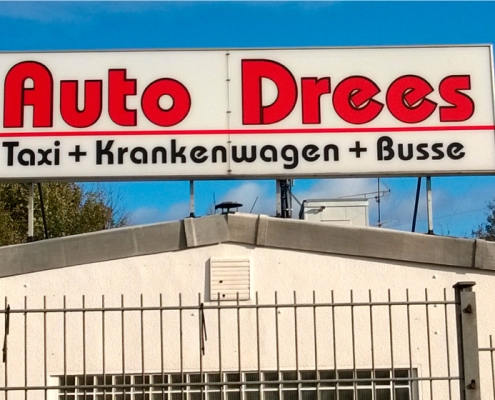 Auto Drees
Taxi + Krankenwagen + Busse